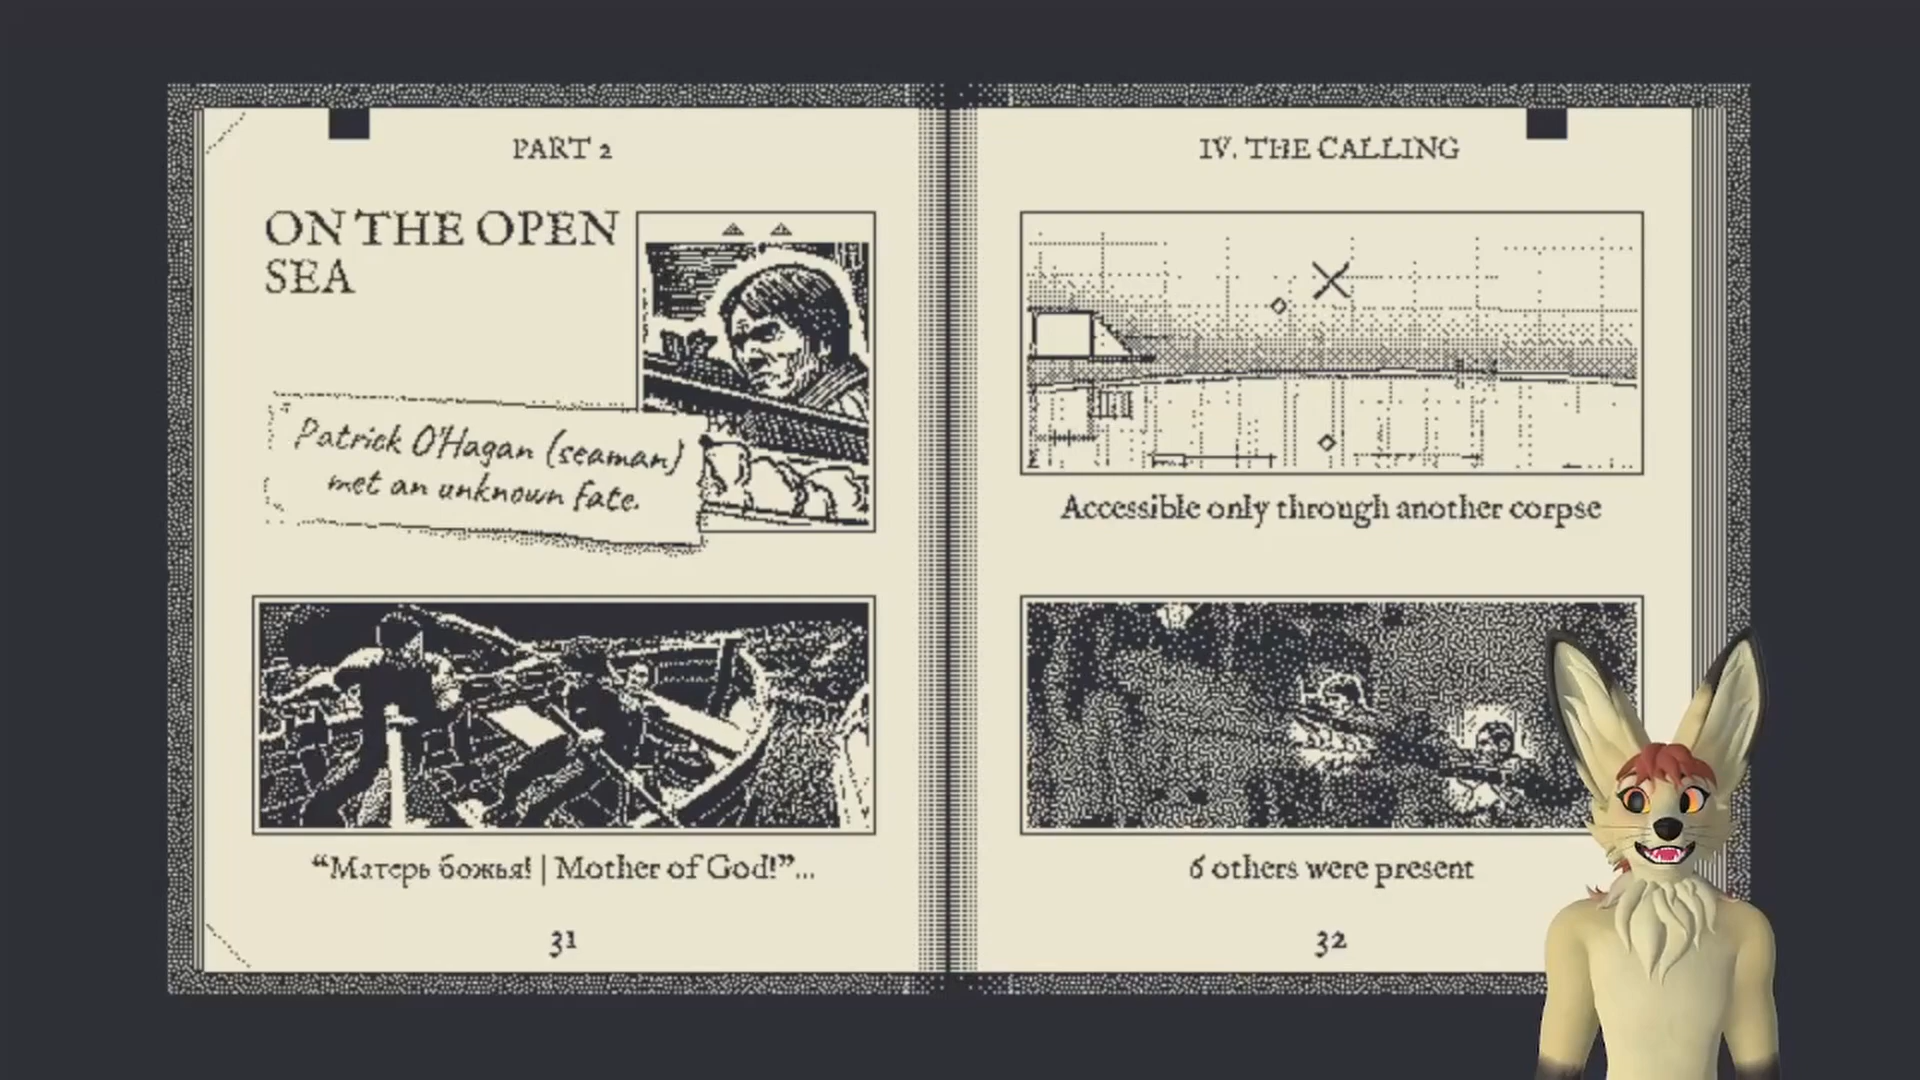 PART 2
ON THE OPEN
SEA
Patrick O'Hagan (seaman)
met an unknown fate.
“Матерь божья! | Mother of God!”...
31
IV. THE CALLING
Accessible only through another corpse
6 others were present
32